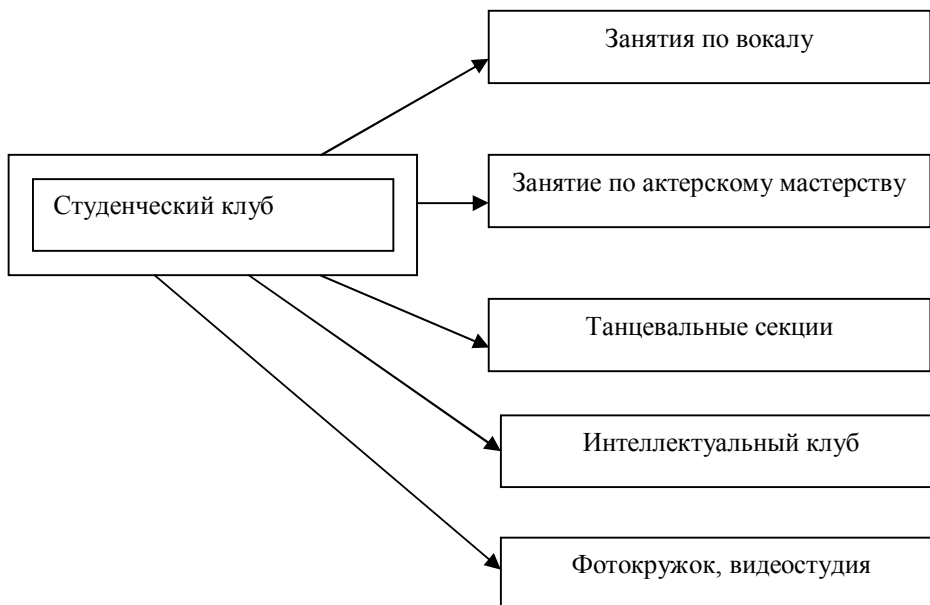 Занятия по вокалу
Занятие по актерскому мастерству
Студенческий клуб
Танцевальные секции
Интеллектуальный клуб
Фотокружок, видеостудия